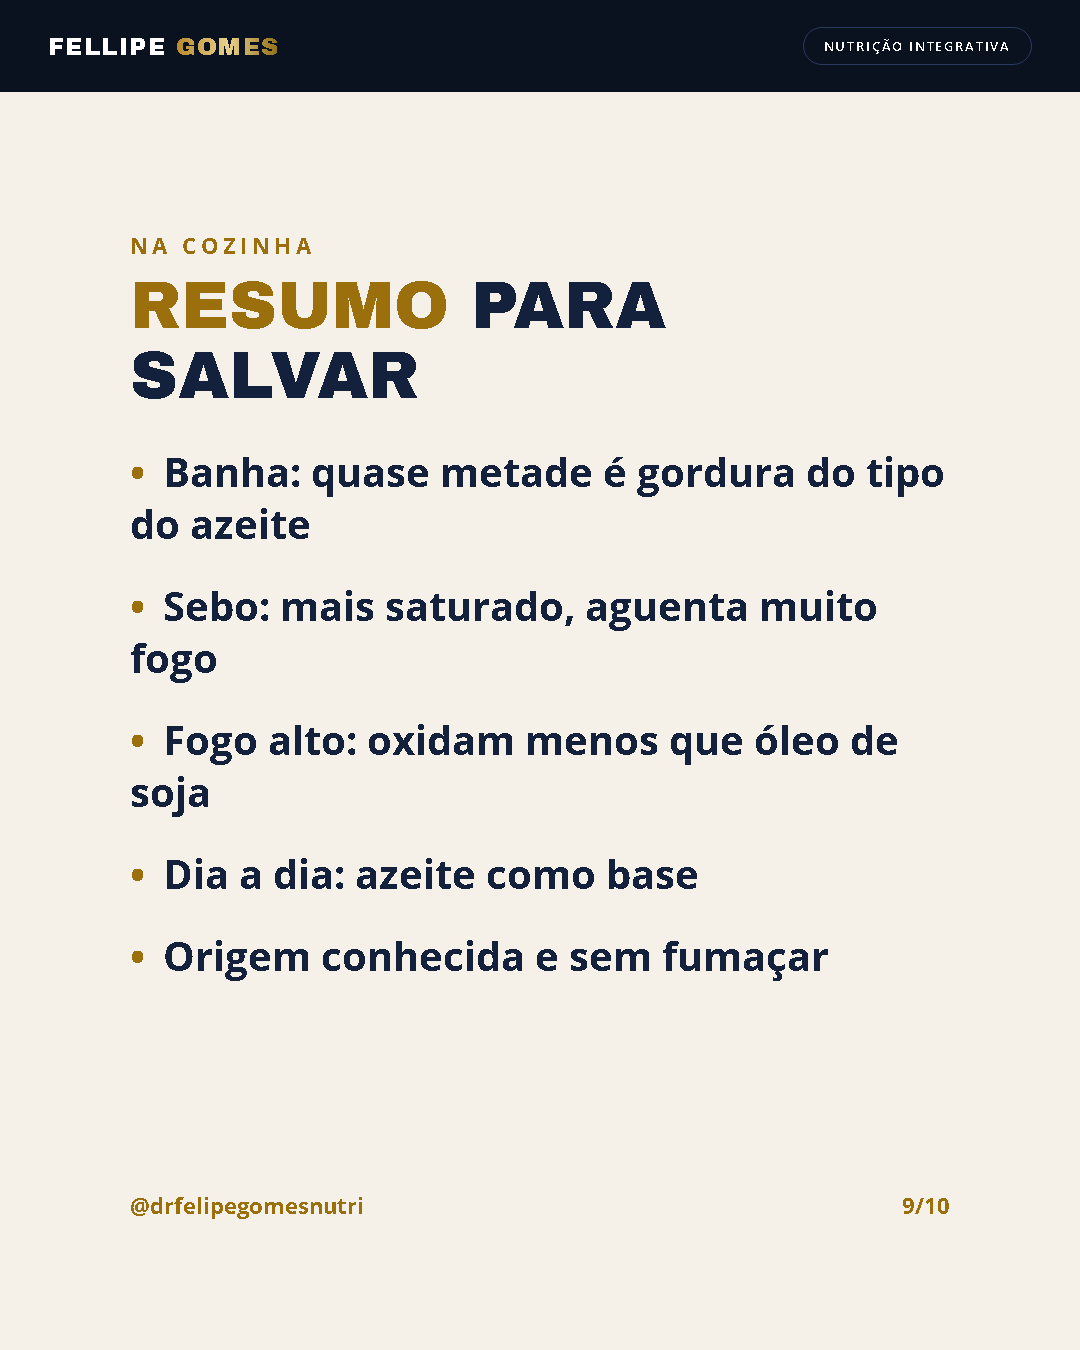 FELLIPE GOMES
NUTRIÇÃO INTEGRATIVA
NA COZINHA
RESUMO PARA
SALVAR
• Banha: quase metade é gordura do tipo
do azeite
• Sebo: mais saturado, aguenta muito
fogo
• Fogo alto: oxidam menos que óleo de
soja
• Dia a dia: azeite como base
• Origem conhecida e sem fumaçar
@drfelipegomesnutri
9/10